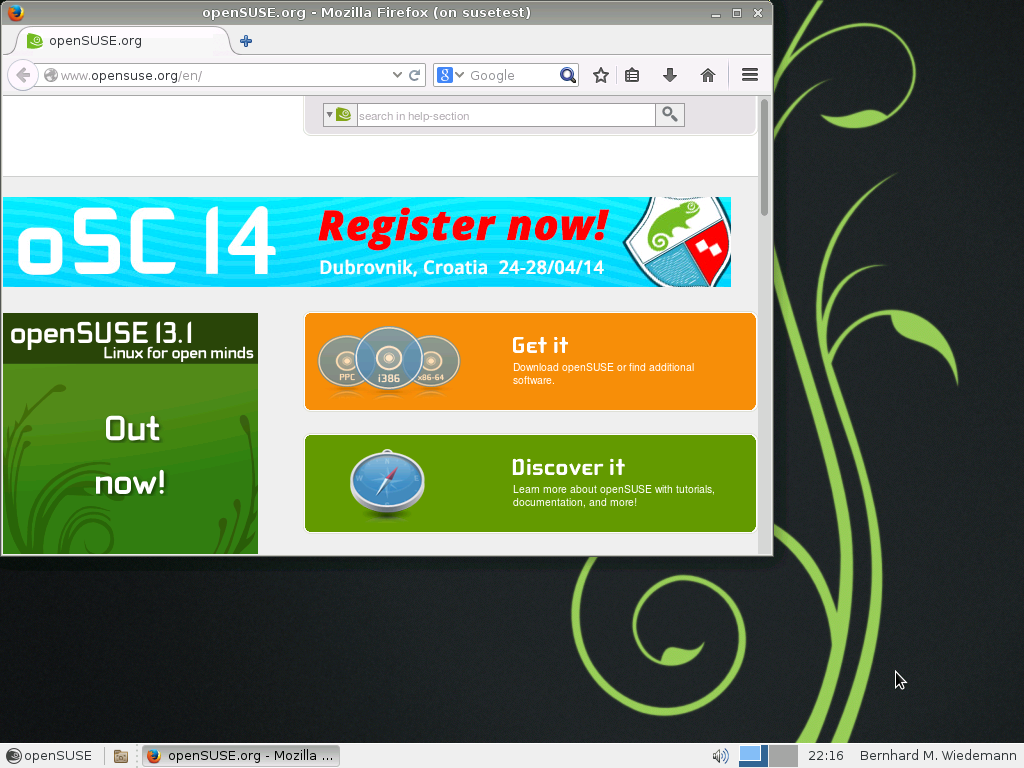 openSUSE.org - Mozilla Firefox (on susetest)
openSUSE.org
www.opensuse.org/en/
8 Google
search in help-section
oSC 14
Register now!
Dubrovnik, Croatia 24-28/04/14
openSUSE 13.1
Linux for open minds
Out
now!
PPC i386 x86-64
Get it
Download openSUSE or find additional
software.
Discover it
Learn more about openSUSE with tutorials,
documentation, and more!
openSUSE openSUSE.org - Mozilla ... 22:16 Bernhard M. Wiedemann